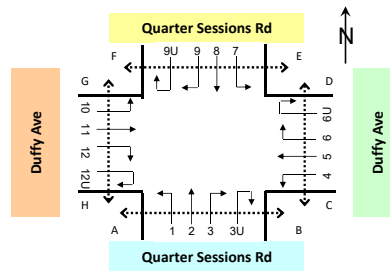 Quarter Sessions Rd
N
F 9U 9 8 7 E
G D
Duffy Ave
10
11
12
12U
6U
6
5
4
Duffy Ave
H C
A 1 2 3 3U B
Quarter Sessions Rd